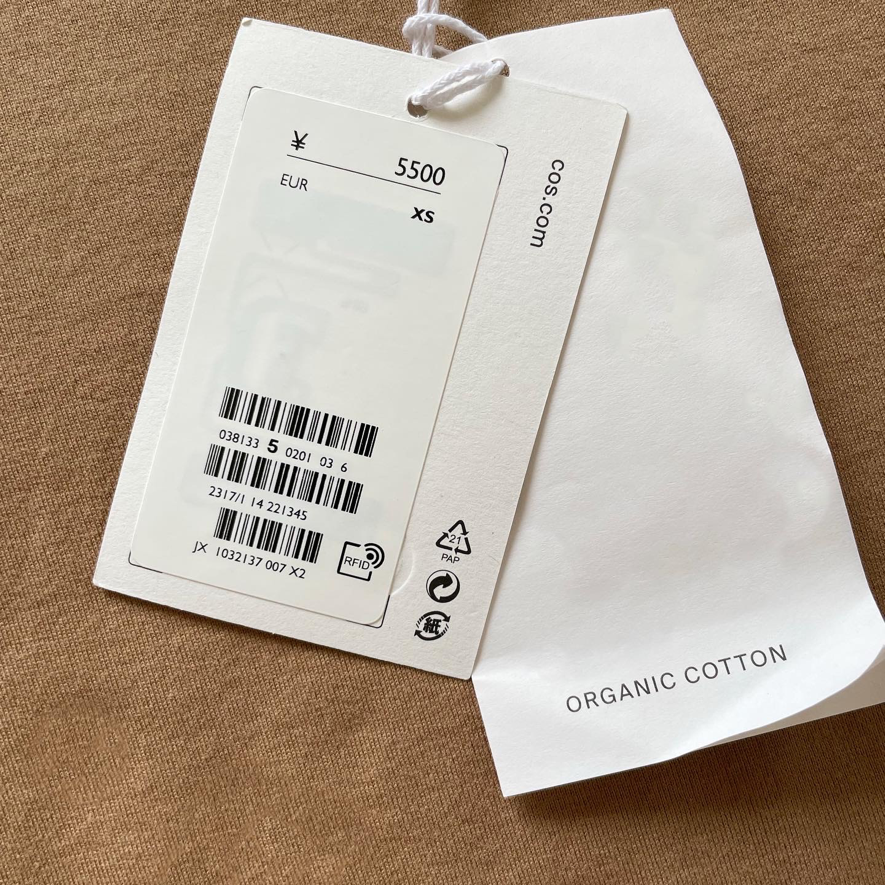 ¥ 5500
EUR
XS
038133 5 0201 03 6
2317/1 14 221345
JX 1032137 007 X2
RFID
cos.com
21
PAP
紙
ORGANIC COTTON